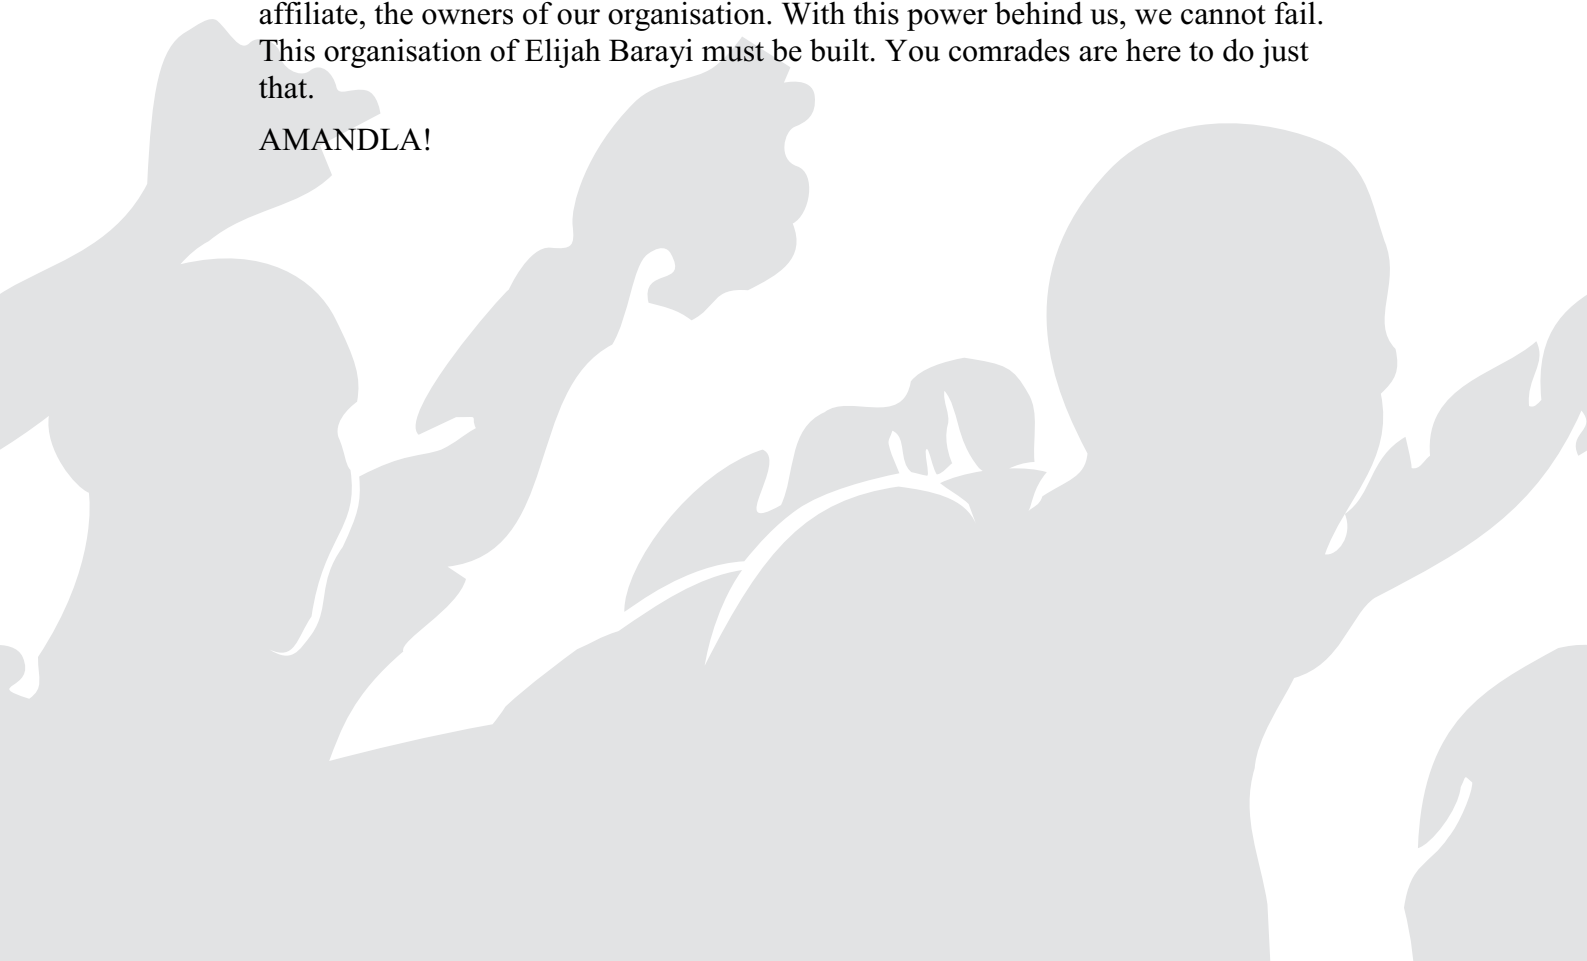 affiliate, the owners of our organisation. With this power behind us, we cannot fail.
This organisation of Elijah Barayi must be built. You comrades are here to do just
that.
AMANDLA!